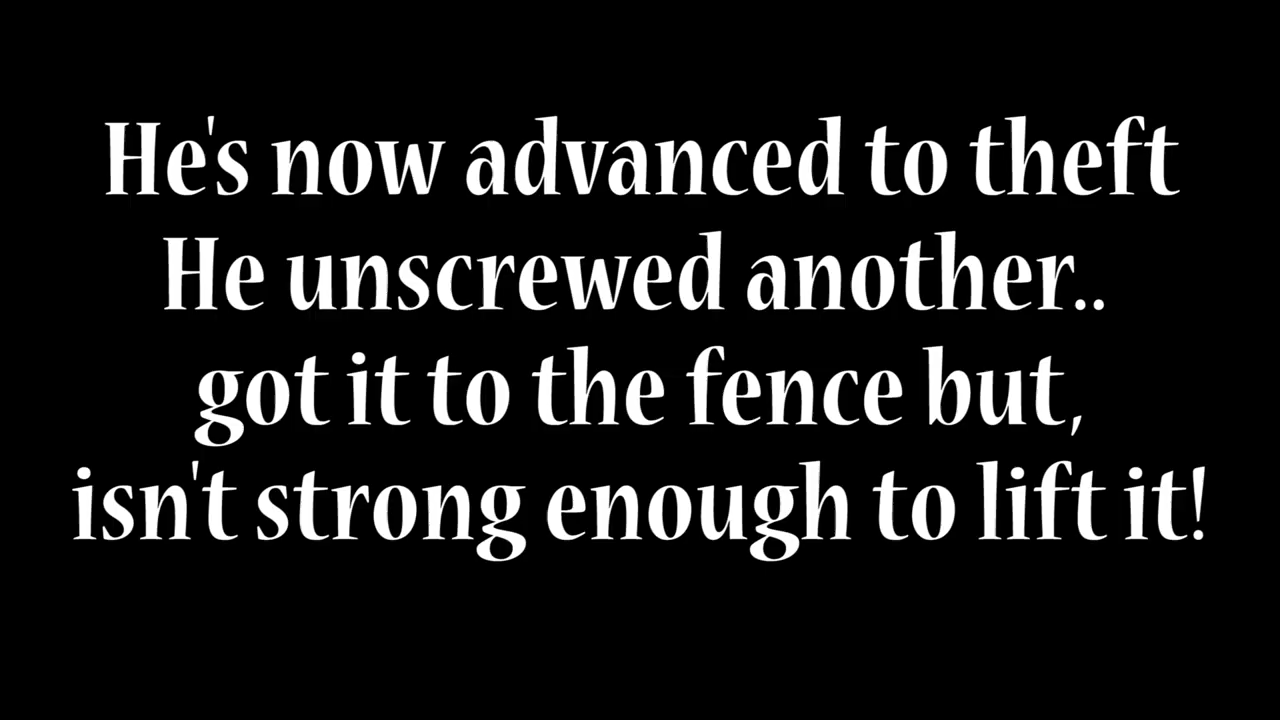 He's now advanced to theft
He unscrewed another..
got it to the fence but,
isn't strong enough to lift it!